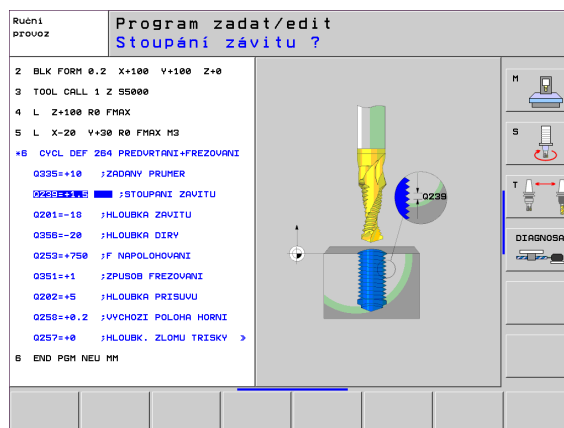 Ruční provoz
Program zadat/edit
Stoupání závitu ?
2 BLK FORM 0.2 X+100 Y+100 Z+0
3 TOOL CALL 1 Z S5000
4 L Z+100 R0 FMAX
5 L X-20 Y+30 R0 FMAX M3
*6 CYCL DEF 264 PREDVRTANI+FREZOVANI
Q335=+10 ;ZADANY PRUMER
Q239=+1.5 ;STOUPANI ZAVITU
Q201=-18 ;HLOUBKA ZAVITU
Q356=-20 ;HLOUBKA DIRY
Q253=+750 ;F NAPOLOHOVANI
Q351=+1 ;ZPUSOB FREZOVANI
Q202=+5 ;HLOUBKA PRISUVU
Q258=+0.2 ;VYCHOZI POLOHA HORNI
Q257=+0 ;HLOUBK. ZLOMU TRISKY »
6 END PGM NEU MM
Q239
M
S
T
DIAGNOSA